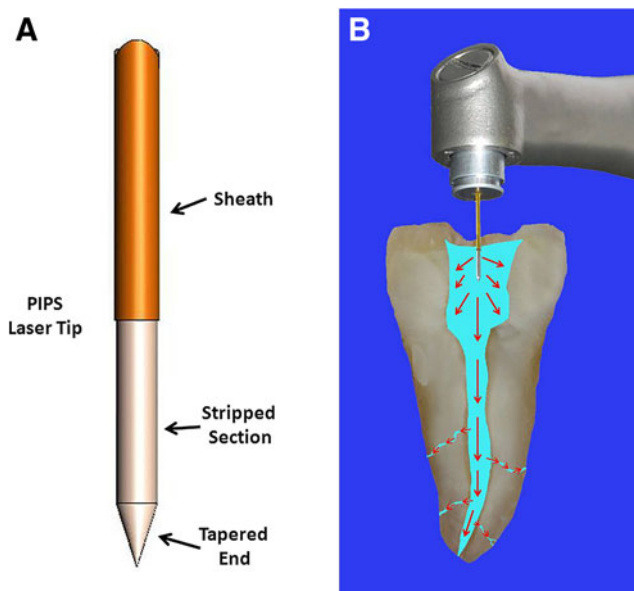 A
B
Sheath
PIPS
Laser Tip
Stripped
Section
Tapered
End